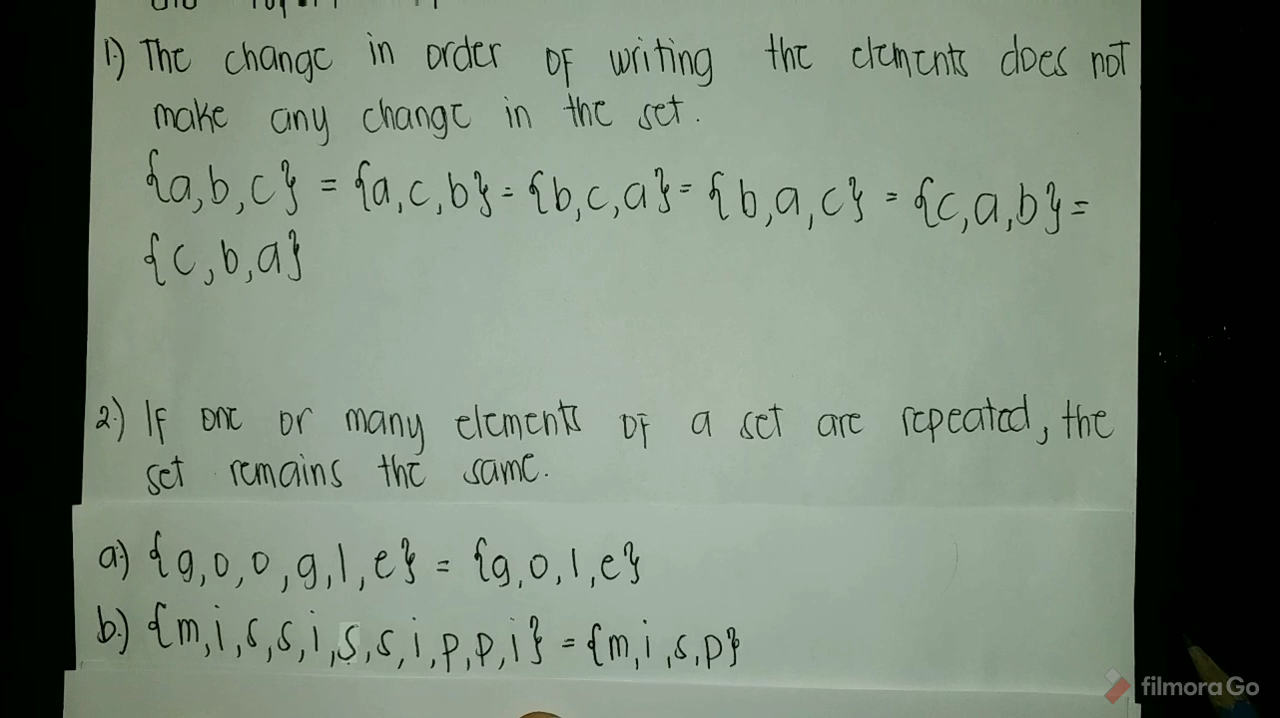 1.) The change in order of writing the elements does not
make any change in the set.
{a,b,c} = {a,c,b} = {b,c,a} = {b,a,c} = {c,a,b} =
{c,b,a}
2.) If one or many elements of a set are repeated, the
set remains the same.
a.) {g,o,o,g,l,e} = {g,o,l,e}
b.) {m,i,s,s,i,s,s,i,p,p,i} = {m,i,s,p}
filmoraGo